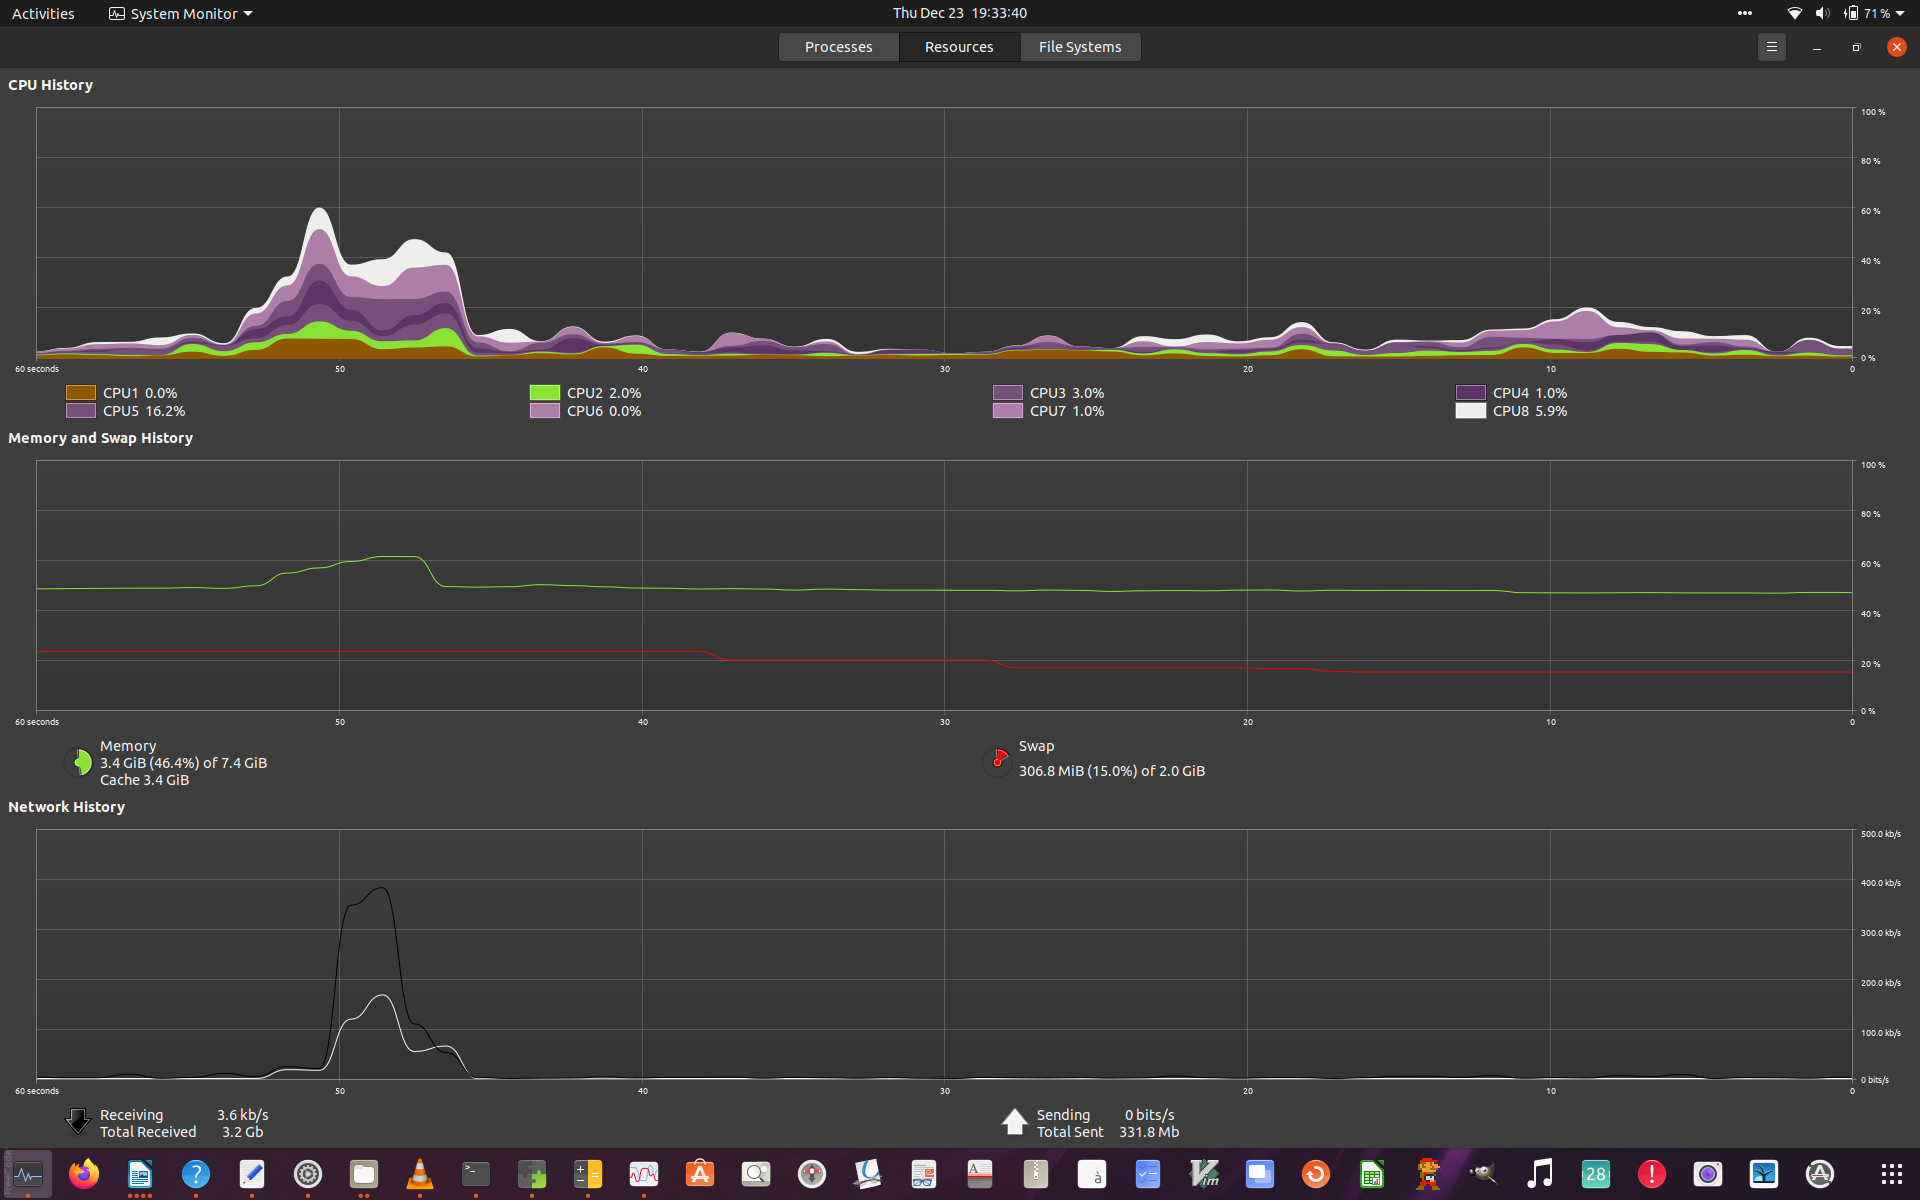 Activities System Monitor Thu Dec 23 19:33:40 71 %
Processes Resources File Systems
CPU History
100 %
80 %
60 %
40 %
20 %
0 %
60 seconds 50 40 30 20 10 0
CPU1 0.0% CPU2 2.0% CPU3 3.0% CPU4 1.0%
CPU5 16.2% CPU6 0.0% CPU7 1.0% CPU8 5.9%
Memory and Swap History
100 %
80 %
60 %
40 %
20 %
0 %
60 seconds 50 40 30 20 10 0
Memory
3.4 GiB (46.4%) of 7.4 GiB
Cache 3.4 GiB
Swap
306.8 MiB (15.0%) of 2.0 GiB
Network History
500.0 kb/s
400.0 kb/s
300.0 kb/s
200.0 kb/s
100.0 kb/s
0 bits/s
60 seconds 50 40 30 20 10 0
Receiving 3.6 kb/s
Total Received 3.2 Gb
Sending 0 bits/s
Total Sent 331.8 Mb
? >_ A à Vim 28 !